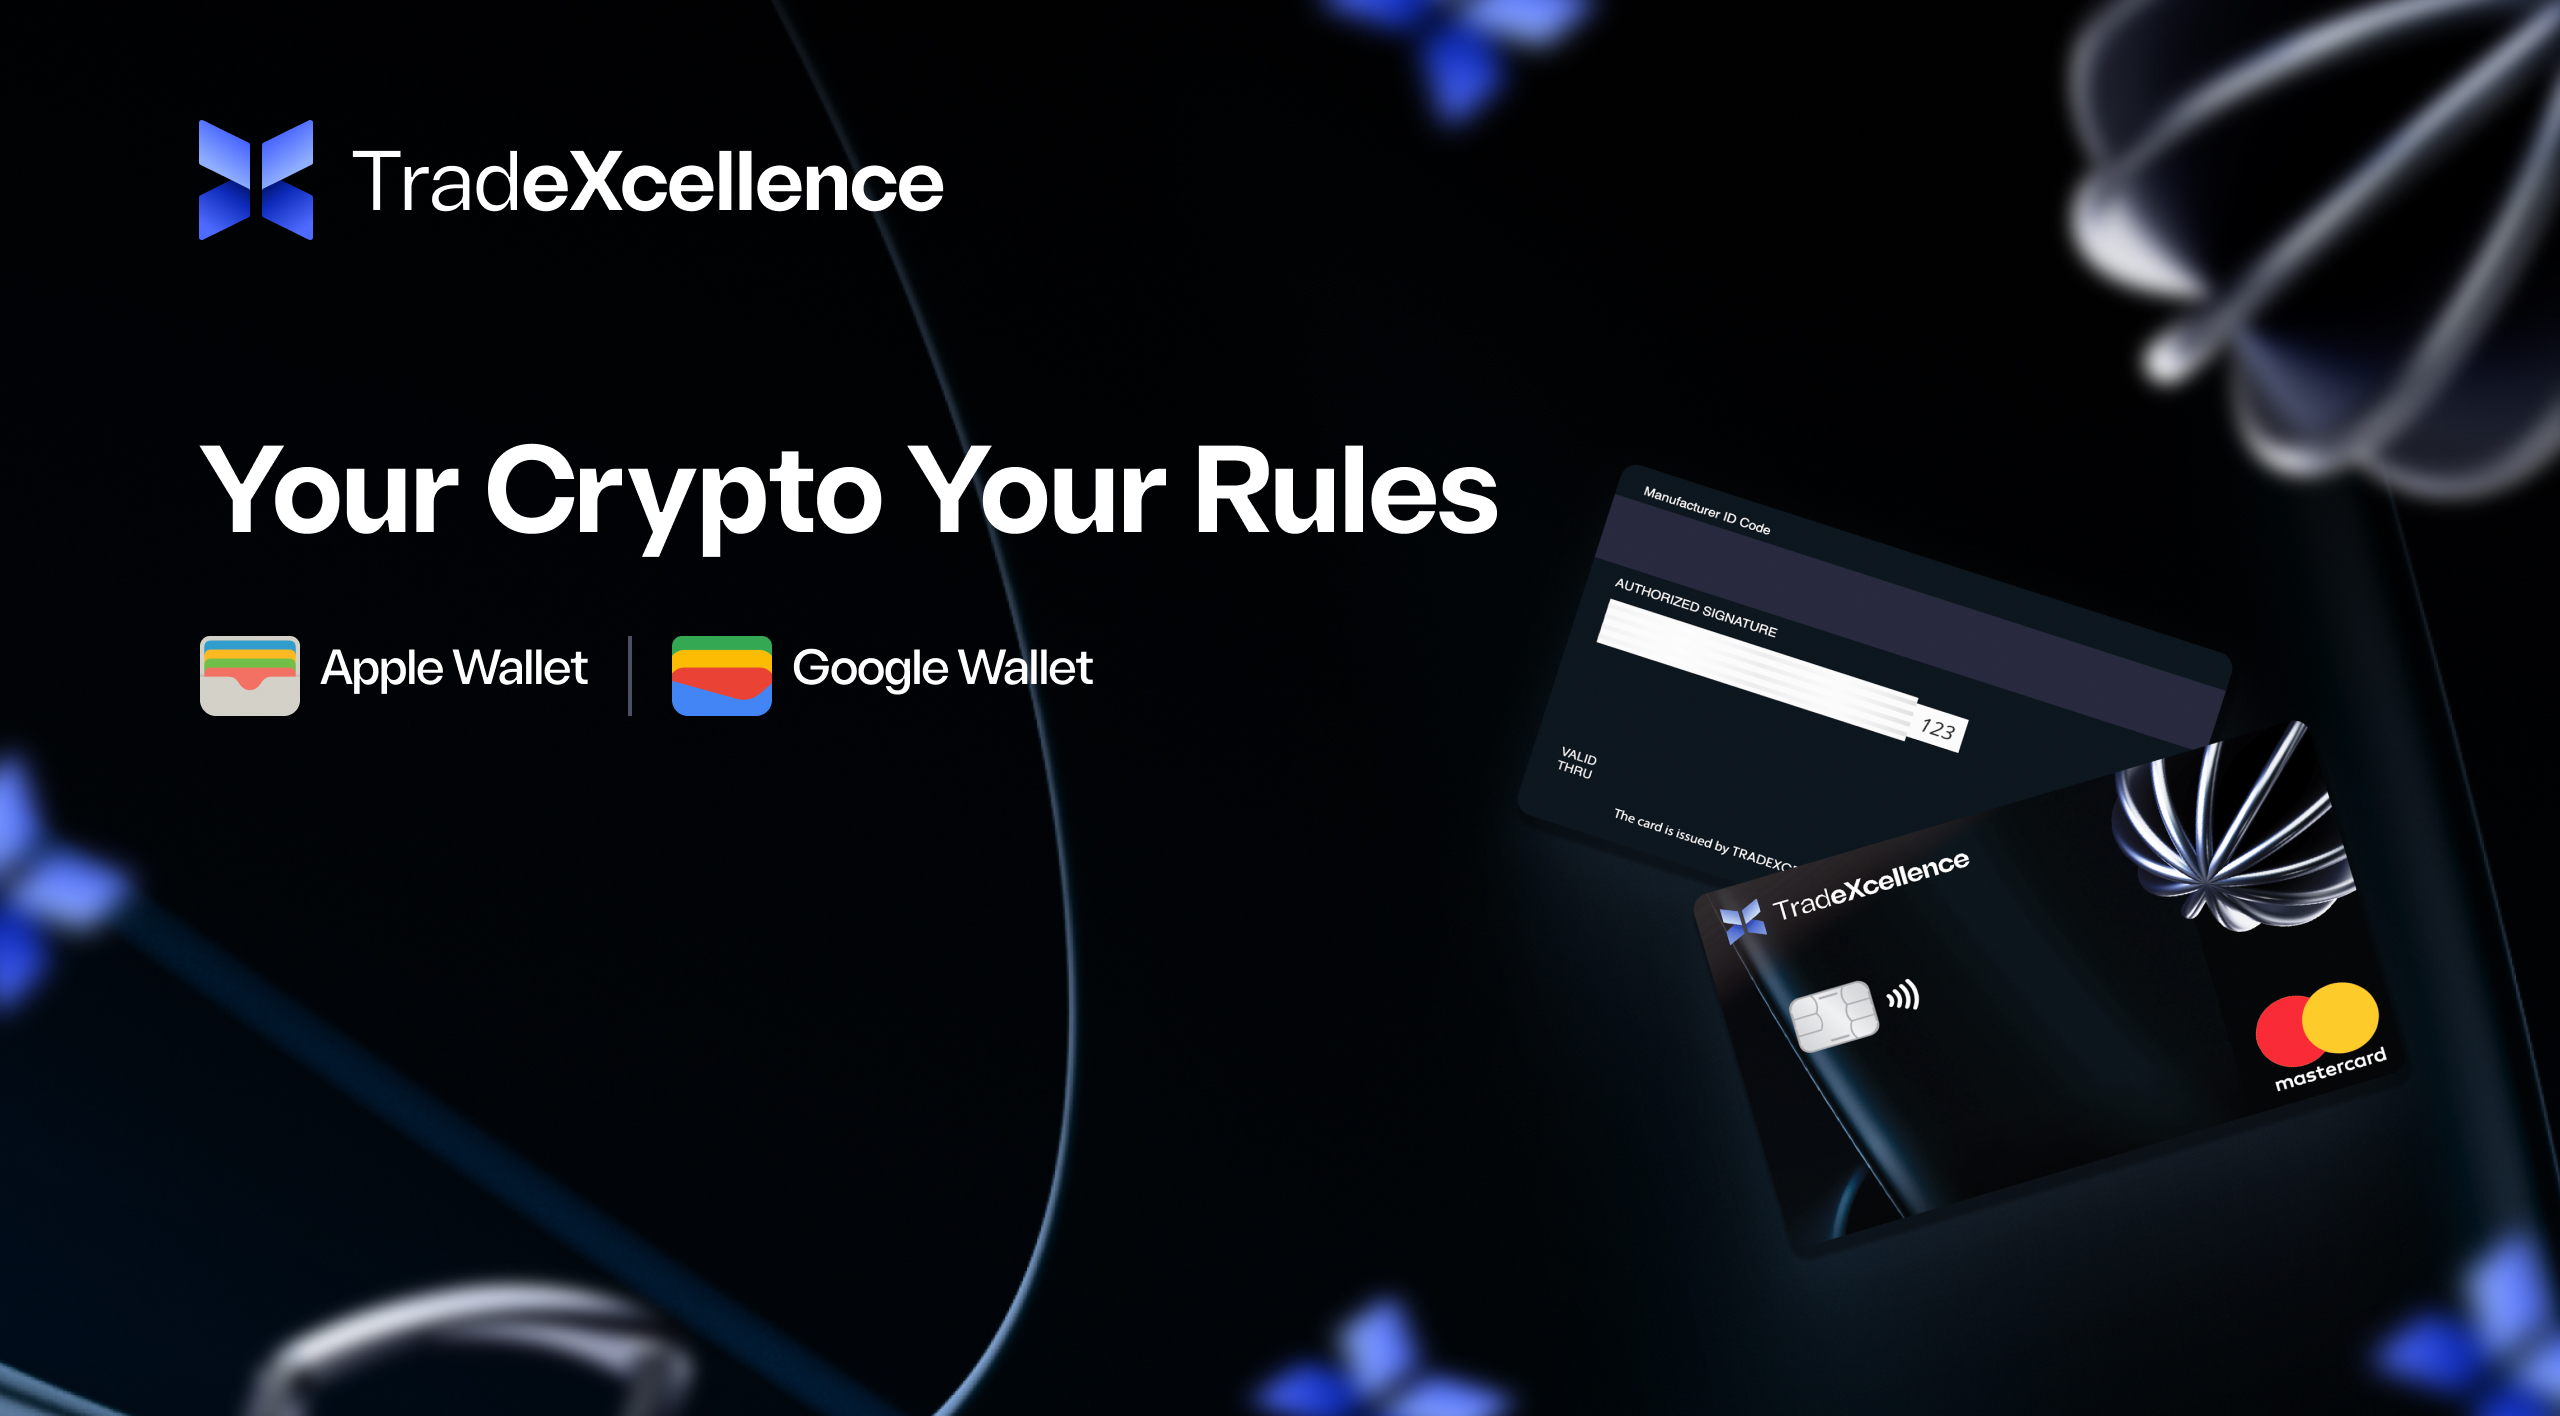 TradeXcellence
Your Crypto Your Rules
Apple Wallet
Google Wallet
Manufacturer ID Code
AUTHORIZED SIGNATURE
123
VALID
THRU
The card is issued by
TradeXcellence
mastercard